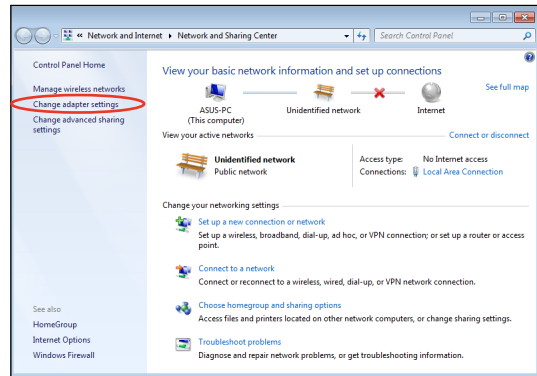 « Network and Internet ▸ Network and Sharing Center
Search Control Panel
Control Panel Home
Manage wireless networks
Change adapter settings
Change advanced sharing
settings
See also
HomeGroup
Internet Options
Windows Firewall
View your basic network information and set up connections
See full map
ASUS-PC
(This computer)
Unidentified network
Internet
View your active networks
Connect or disconnect
Unidentified network
Public network
Access type: No Internet access
Connections: Local Area Connection
Change your networking settings
Set up a new connection or network
Set up a wireless, broadband, dial-up, ad hoc, or VPN connection; or set up a router or access
point.
Connect to a network
Connect or reconnect to a wireless, wired, dial-up, or VPN network connection.
Choose homegroup and sharing options
Access files and printers located on other network computers, or change sharing settings.
Troubleshoot problems
Diagnose and repair network problems, or get troubleshooting information.